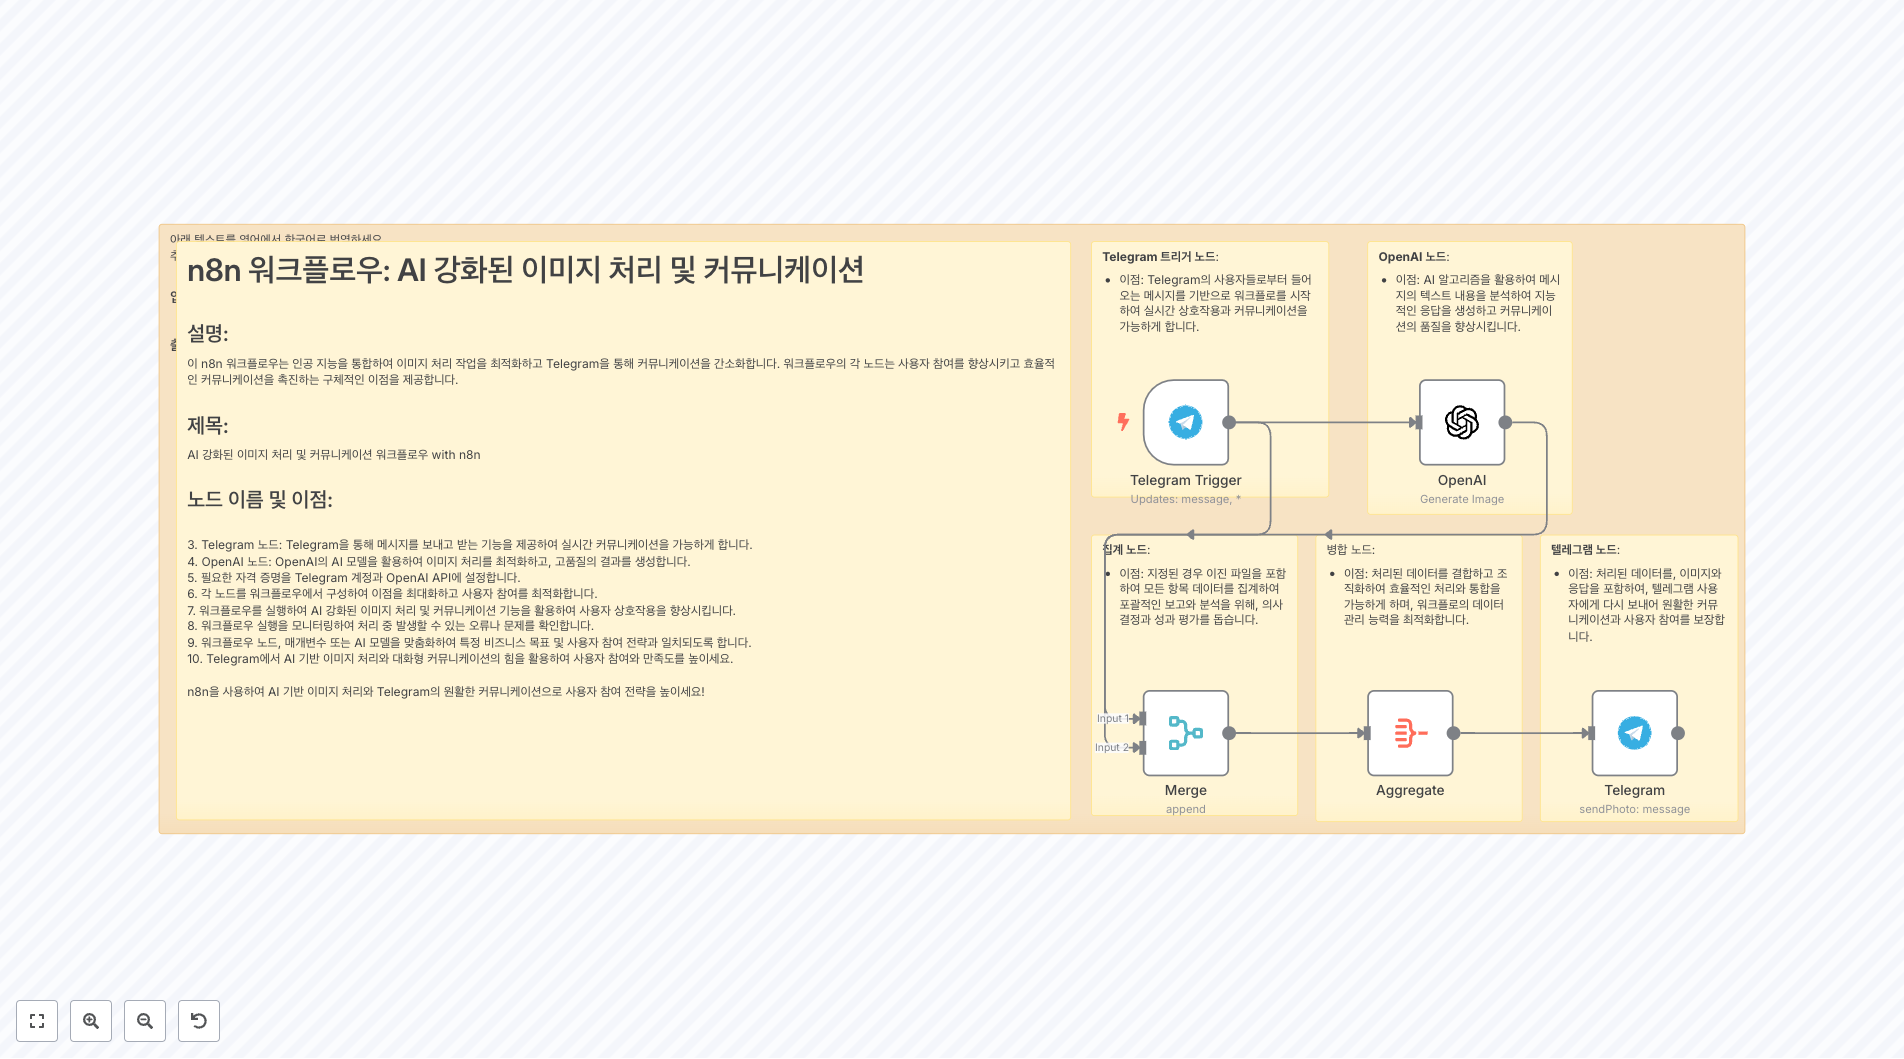 아래 텍스트를 영어에서 한국어로 번역하세요
n8n 워크플로우: AI 강화된 이미지 처리 및 커뮤니케이션
설명:
이 n8n 워크플로우는 인공 지능을 통합하여 이미지 처리 작업을 최적화하고 Telegram을 통해 커뮤니케이션을 간소화합니다. 워크플로우의 각 노드는 사용자 참여를 향상시키고 효율적
인 커뮤니케이션을 촉진하는 구체적인 이점을 제공합니다.
제목:
AI 강화된 이미지 처리 및 커뮤니케이션 워크플로우 with n8n
노드 이름 및 이점:
3. Telegram 노드: Telegram을 통해 메시지를 보내고 받는 기능을 제공하여 실시간 커뮤니케이션을 가능하게 합니다.
4. OpenAI 노드: OpenAI의 AI 모델을 활용하여 이미지 처리를 최적화하고, 고품질의 결과를 생성합니다.
5. 필요한 자격 증명을 Telegram 계정과 OpenAI API에 설정합니다.
6. 각 노드를 워크플로우에서 구성하여 이점을 최대화하고 사용자 참여를 최적화합니다.
7. 워크플로우를 실행하여 AI 강화된 이미지 처리 및 커뮤니케이션 기능을 활용하여 사용자 상호작용을 향상시킵니다.
8. 워크플로우 실행을 모니터링하여 처리 중 발생할 수 있는 오류나 문제를 확인합니다.
9. 워크플로우 노드, 매개변수 또는 AI 모델을 맞춤화하여 특정 비즈니스 목표 및 사용자 참여 전략과 일치되도록 합니다.
10. Telegram에서 AI 기반 이미지 처리와 대화형 커뮤니케이션의 힘을 활용하여 사용자 참여와 만족도를 높이세요.
n8n을 사용하여 AI 기반 이미지 처리와 Telegram의 원활한 커뮤니케이션으로 사용자 참여 전략을 높이세요!
Telegram 트리거 노드:
이점: Telegram의 사용자들로부터 들어
오는 메시지를 기반으로 워크플로를 시작
하여 실시간 상호작용과 커뮤니케이션을
가능하게 합니다.
Telegram Trigger
Updates: message, *
OpenAI 노드:
이점: AI 알고리즘을 활용하여 메시
지의 텍스트 내용을 분석하여 지능
적인 응답을 생성하고 커뮤니케이
션의 품질을 향상시킵니다.
OpenAI
Generate Image
집계 노드:
이점: 지정된 경우 이진 파일을 포함
하여 모든 항목 데이터를 집계하여
포괄적인 보고와 분석을 위해, 의사
결정과 성과 평가를 돕습니다.
Input 1
Input 2
Merge
append
병합 노드:
이점: 처리된 데이터를 결합하고 조
직화하여 효율적인 처리와 통합을
가능하게 하며, 워크플로의 데이터
관리 능력을 최적화합니다.
Aggregate
텔레그램 노드:
이점: 처리된 데이터를, 이미지와
응답을 포함하여, 텔레그램 사용
자에게 다시 보내어 원활한 커뮤
니케이션과 사용자 참여를 보장합
니다.
Telegram
sendPhoto: message